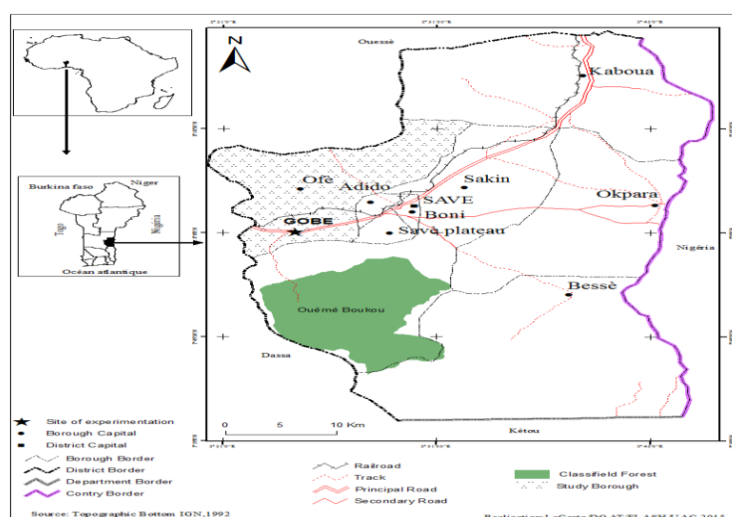 Ouessè
N
Kaboua
Ofè
Adido
Sakin
SAVE
Okpara
GOBE
Boni
Savè plateau
Nigéria
Bessè
Ouémé Boukou
Dassa
Kétou
0 5 10 Km
Burkina faso
Niger
Togo
Nigéria
Océan atlantique
Site of experimentation
Borough Capital
District Capital
Borough Border
District Border
Department Border
Contry Border
Railroad
Track
Principal Road
Secondary Road
Classfield Forest
Study Borough
Source: Topographic Bottom IGN,1992